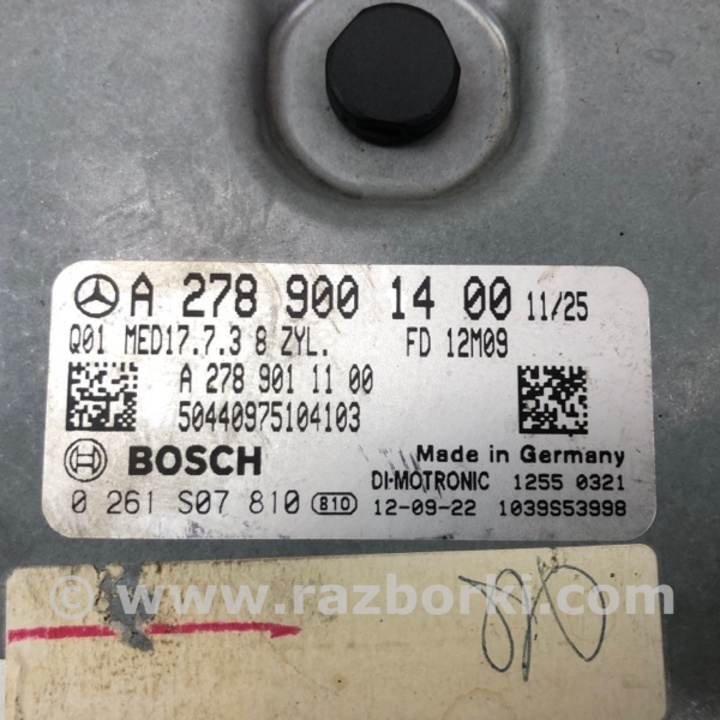 A 278 900 14 00 11/25
Q01 MED17.7.3 8 ZYL. FD 12M09
A 278 901 11 00
50440975104103
BOSCH Made in Germany
DI-MOTRONIC 1255 0321
0 261 S07 810 810 12-09-22 1039S53998
© www.razborki.com